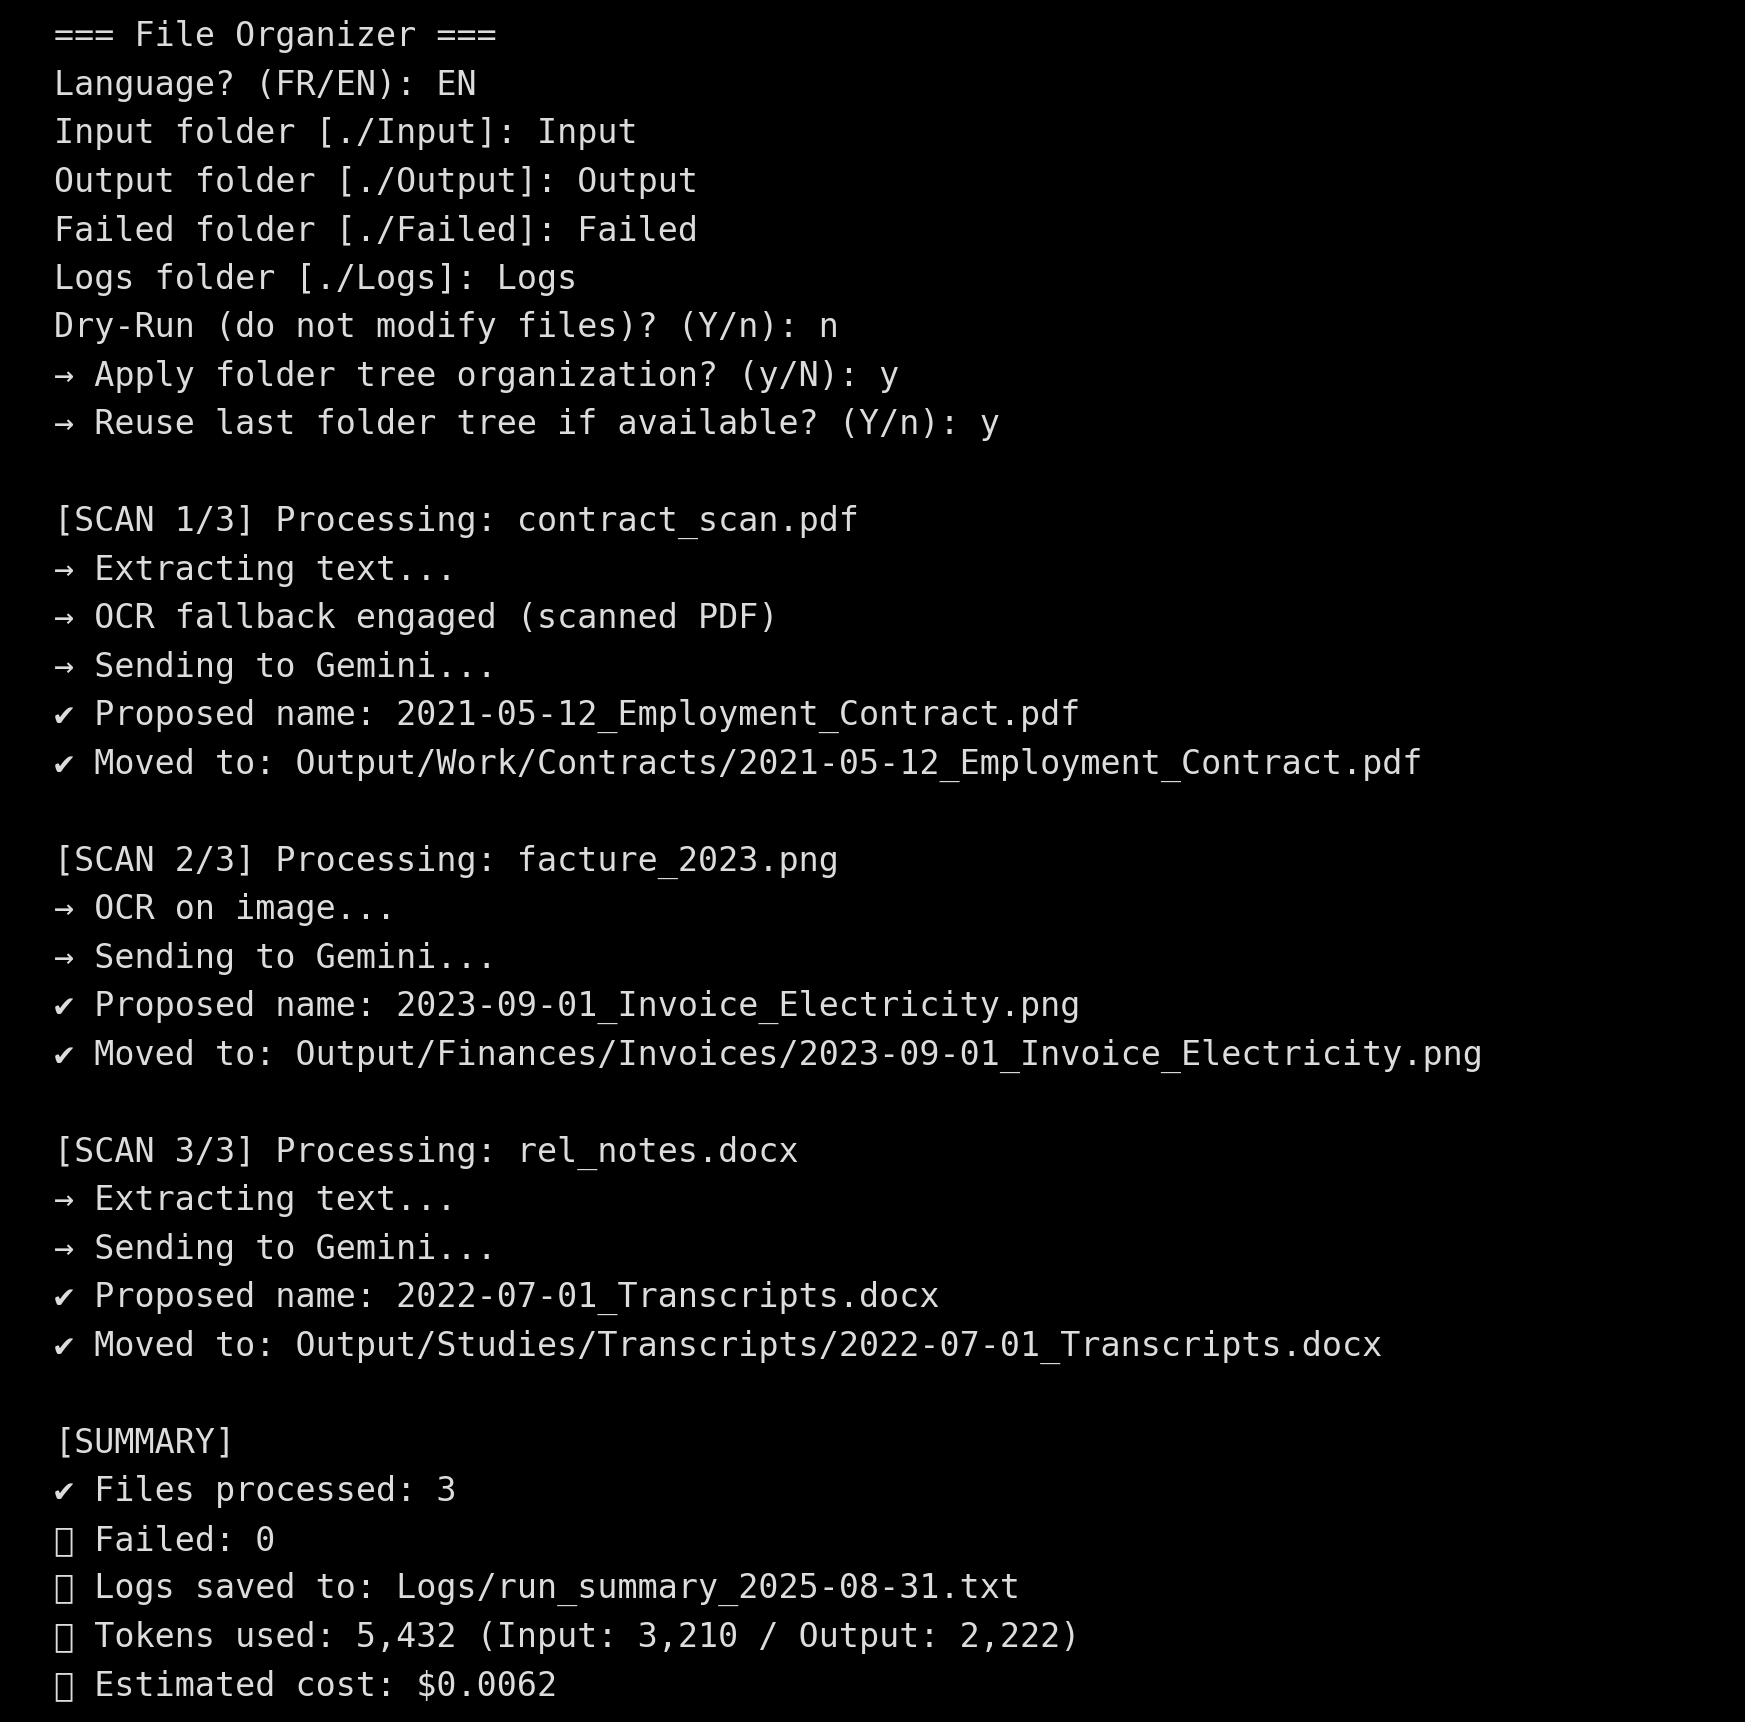 === File Organizer ===
Language? (FR/EN): EN
Input folder [./Input]: Input
Output folder [./Output]: Output
Failed folder [./Failed]: Failed
Logs folder [./Logs]: Logs
Dry-Run (do not modify files)? (Y/n): n
→ Apply folder tree organization? (y/N): y
→ Reuse last folder tree if available? (Y/n): y
[SCAN 1/3] Processing: contract_scan.pdf
→ Extracting text...
→ OCR fallback engaged (scanned PDF)
→ Sending to Gemini...
✔ Proposed name: 2021-05-12_Employment_Contract.pdf
✔ Moved to: Output/Work/Contracts/2021-05-12_Employment_Contract.pdf
[SCAN 2/3] Processing: facture_2023.png
→ OCR on image...
→ Sending to Gemini...
✔ Proposed name: 2023-09-01_Invoice_Electricity.png
✔ Moved to: Output/Finances/Invoices/2023-09-01_Invoice_Electricity.png
[SCAN 3/3] Processing: rel_notes.docx
→ Extracting text...
→ Sending to Gemini...
✔ Proposed name: 2022-07-01_Transcripts.docx
✔ Moved to: Output/Studies/Transcripts/2022-07-01_Transcripts.docx
[SUMMARY]
✔ Files processed: 3
▯ Failed: 0
▯ Logs saved to: Logs/run_summary_2025-08-31.txt
▯ Tokens used: 5,432 (Input: 3,210 / Output: 2,222)
▯ Estimated cost: $0.0062